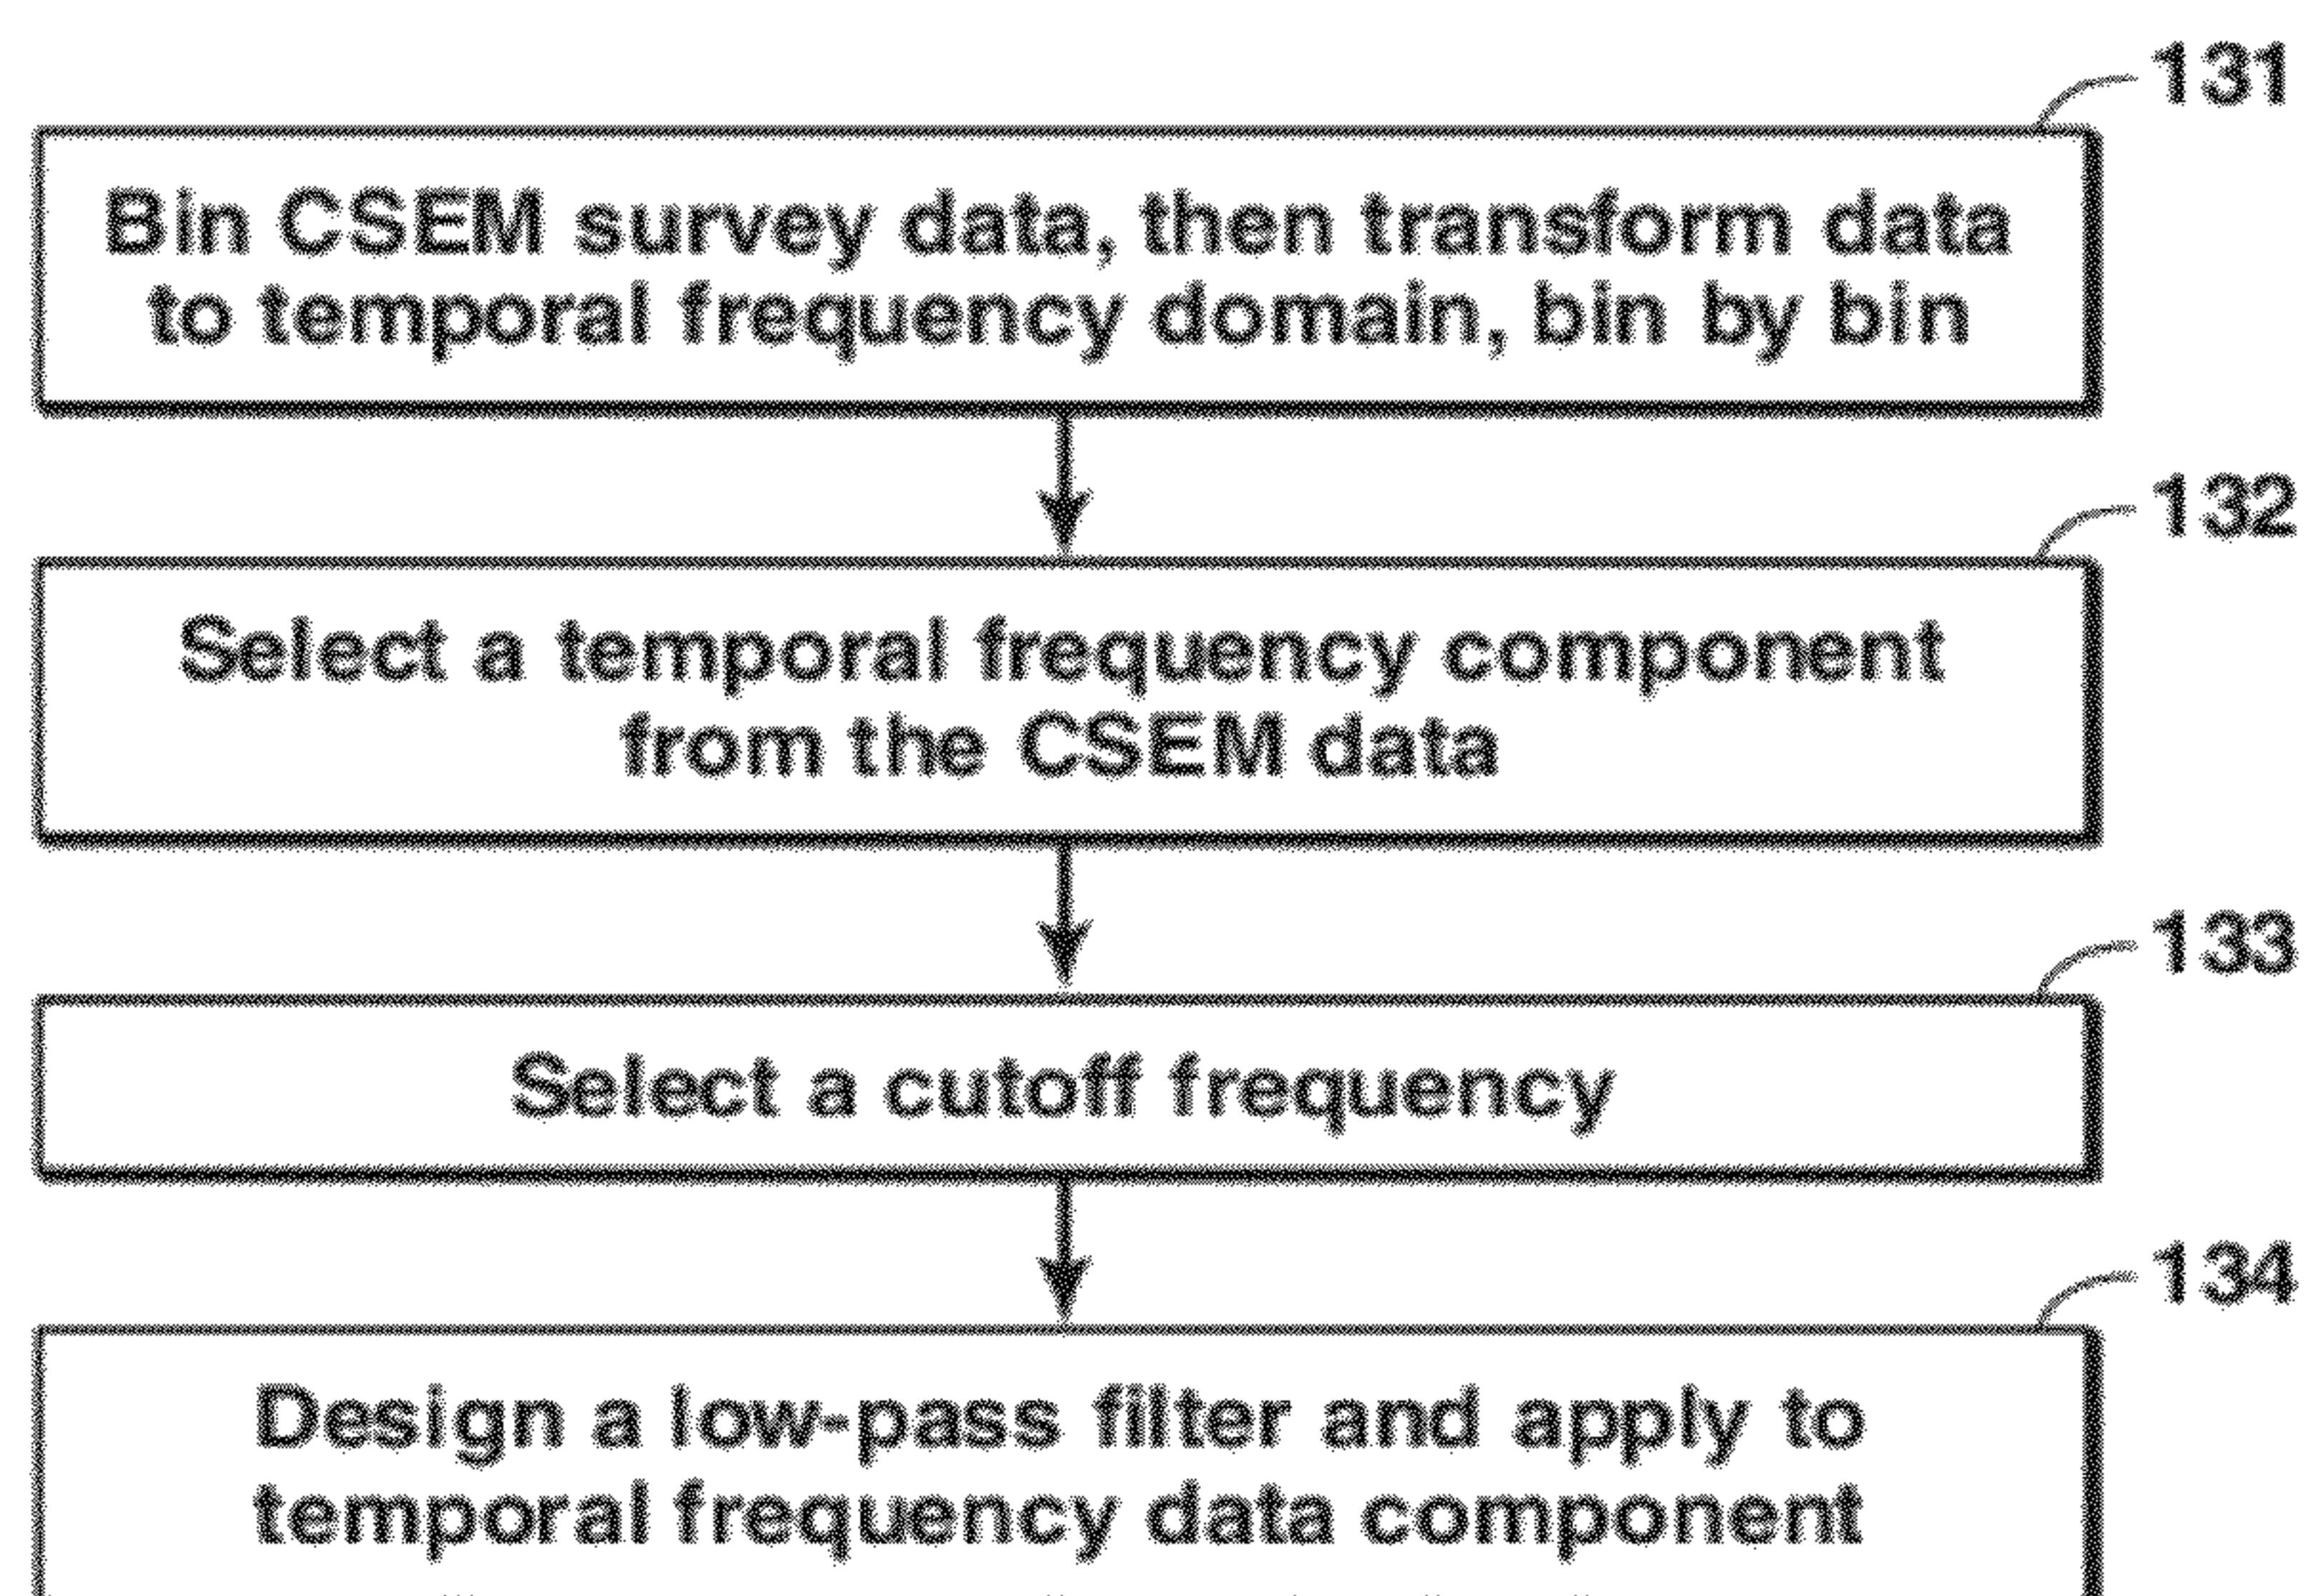 131
Bin CSEM survey data, then transform data
to temporal frequency domain, bin by bin
132
Select a temporal frequency component
from the CSEM data
133
Select a cutoff frequency
134
Design a low-pass filter and apply to
temporal frequency data component